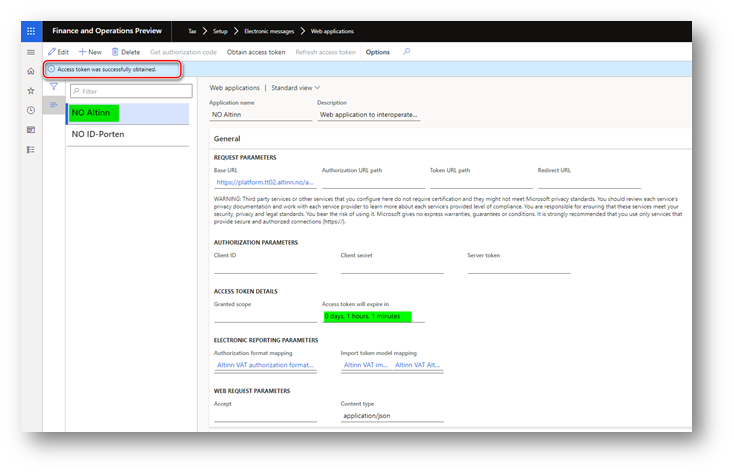 Finance and Operations Preview
Tax > Setup > Electronic messages > Web applications
Edit + New Delete Get authorization code Obtain access token Refresh access token Options
Access token was successfully obtained.
Filter
NO Altinn
NO ID-Porten
Web applications | Standard view
Application name Description
NO Altinn Web application to interoperate...
General
REQUEST PARAMETERS
Base URL Authorization URL path Token URL path Redirect URL
https://platform.tt02.altinn.no/a...
WARNING: Third party services or other services that you configure here do not require certification and they might not meet Microsoft privacy standards. You should review each service's
privacy documentation and work with each service provider to learn more about each service's provided level of compliance. You are responsible for ensuring that these services meet your
security, privacy and legal standards. You bear the risk of using it. Microsoft gives no express warranties, guarantees or conditions. It is strongly recommended that you use only services that
provide secure and authorized connections (https://).
AUTHORIZATION PARAMETERS
Client ID Client secret Server token
ACCESS TOKEN DETAILS
Granted scope Access token will expire in
0 days, 1 hours, 1 minutes
ELECTRONIC REPORTING PARAMETERS
Authorization format mapping Import token model mapping
Altinn VAT authorization format... Altinn VAT im... Altinn VAT Alt...
WEB REQUEST PARAMETERS
Accept Content type
application/json